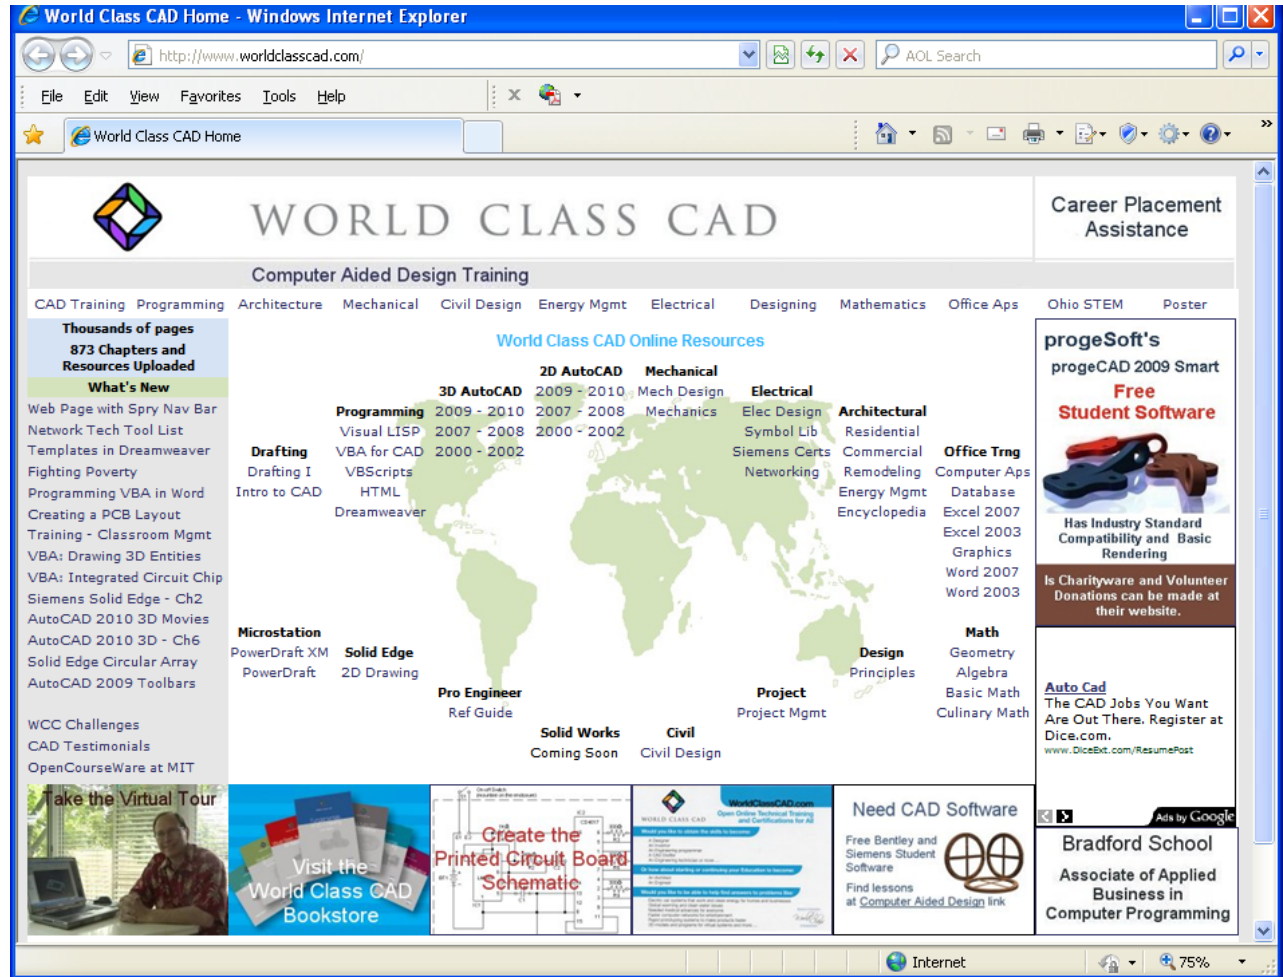 World Class CAD Home - Windows Internet Explorer
http://www.worldclasscad.com/
AOL Search
File Edit View Favorites Tools Help
World Class CAD Home
WORLD CLASS CAD
Career Placement
Assistance
Computer Aided Design Training
CAD Training Programming Architecture Mechanical Civil Design Energy Mgmt Electrical Designing Mathematics Office Aps Ohio STEM Poster
Thousands of pages
873 Chapters and
Resources Uploaded
What's New
Web Page with Spry Nav Bar
Network Tech Tool List
Templates in Dreamweaver
Fighting Poverty
Programming VBA in Word
Creating a PCB Layout
Training - Classroom Mgmt
VBA: Drawing 3D Entities
VBA: Integrated Circuit Chip
Siemens Solid Edge - Ch2
AutoCAD 2010 3D Movies
AutoCAD 2010 3D - Ch6
Solid Edge Circular Array
AutoCAD 2009 Toolbars
WCC Challenges
CAD Testimonials
OpenCourseWare at MIT
World Class CAD Online Resources
Drafting
Drafting I
Intro to CAD
Programming
Visual LISP
VBA for CAD
VBScripts
HTML
Dreamweaver
3D AutoCAD
2009 - 2010
2007 - 2008
2000 - 2002
2D AutoCAD
2009 - 2010
2007 - 2008
2000 - 2002
Mechanical
Mech Design
Mechanics
Electrical
Elec Design
Symbol Lib
Siemens Certs
Networking
Architectural
Residential
Commercial
Remodeling
Energy Mgmt
Encyclopedia
Office Trng
Computer Aps
Database
Excel 2007
Excel 2003
Graphics
Word 2007
Word 2003
Microstation
PowerDraft XM
PowerDraft
Solid Edge
2D Drawing
Pro Engineer
Ref Guide
Solid Works
Coming Soon
Civil
Civil Design
Project
Project Mgmt
Design
Principles
Math
Geometry
Algebra
Basic Math
Culinary Math
progeSoft's
progeCAD 2009 Smart
Free
Student Software
Has Industry Standard
Compatibility and Basic
Rendering
Is Charityware and Volunteer
Donations can be made at
their website.
Auto Cad
The CAD Jobs You Want
Are Out There. Register at
Dice.com.
www.DiceExt.com/ResumePost
Ads by Google
Take the Virtual Tour
Visit the
World Class CAD
Bookstore
Create the
Printed Circuit Board
Schematic
WORLD CLASS CAD
WorldClassCAD.com
Open Online Technical Training
and Certifications for All
Need CAD Software
Free Bentley and
Siemens Student
Software
Find lessons
at Computer Aided Design link
Bradford School
Associate of Applied
Business in
Computer Programming
Internet
75%